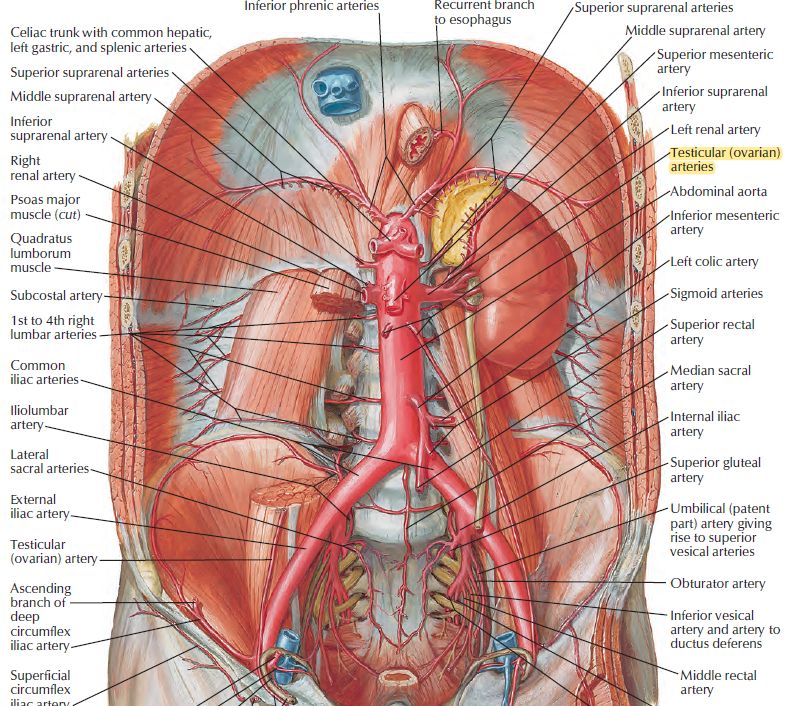 Inferior phrenic arteries
Recurrent branch
to esophagus
Celiac trunk with common hepatic,
left gastric, and splenic arteries
Superior suprarenal arteries
Middle suprarenal artery
Inferior
suprarenal artery
Right
renal artery
Psoas major
muscle (cut)
Quadratus
lumborum
muscle
Subcostal artery
1st to 4th right
lumbar arteries
Common
iliac arteries
Iliolumbar
artery
Lateral
sacral arteries
External
iliac artery
Testicular
(ovarian) artery
Ascending
branch of
deep
circumflex
iliac artery
Superficial
circumflex
iliac artery
Superior suprarenal arteries
Middle suprarenal artery
Superior mesenteric
artery
Inferior suprarenal
artery
Left renal artery
Testicular (ovarian)
arteries
Abdominal aorta
Inferior mesenteric
artery
Left colic artery
Sigmoid arteries
Superior rectal
artery
Median sacral
artery
Internal iliac
artery
Superior gluteal
artery
Umbilical (patent
part) artery giving
rise to superior
vesical arteries
Obturator artery
Inferior vesical
artery and artery to
ductus deferens
Middle rectal
artery